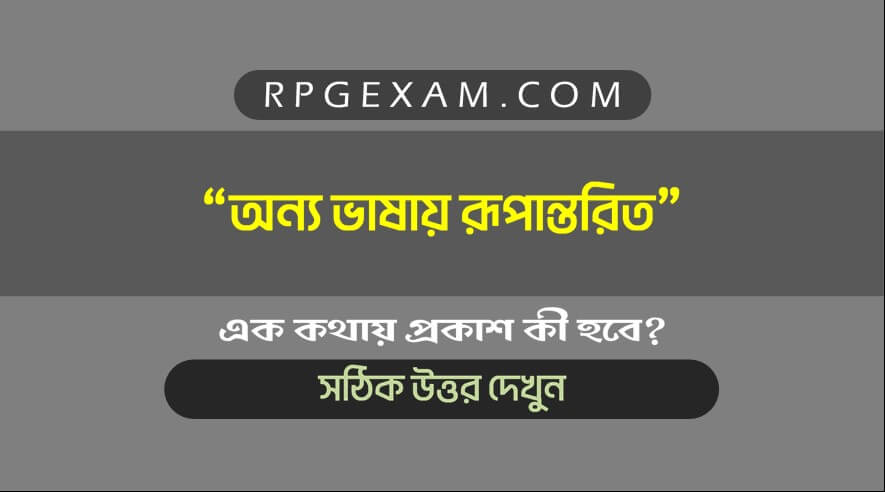 RPGEXAM.COM
“অন্য ভাষায় রূপান্তরিত”
এক কথায় প্রকাশ কী হবে?
সঠিক উত্তর দেখুন